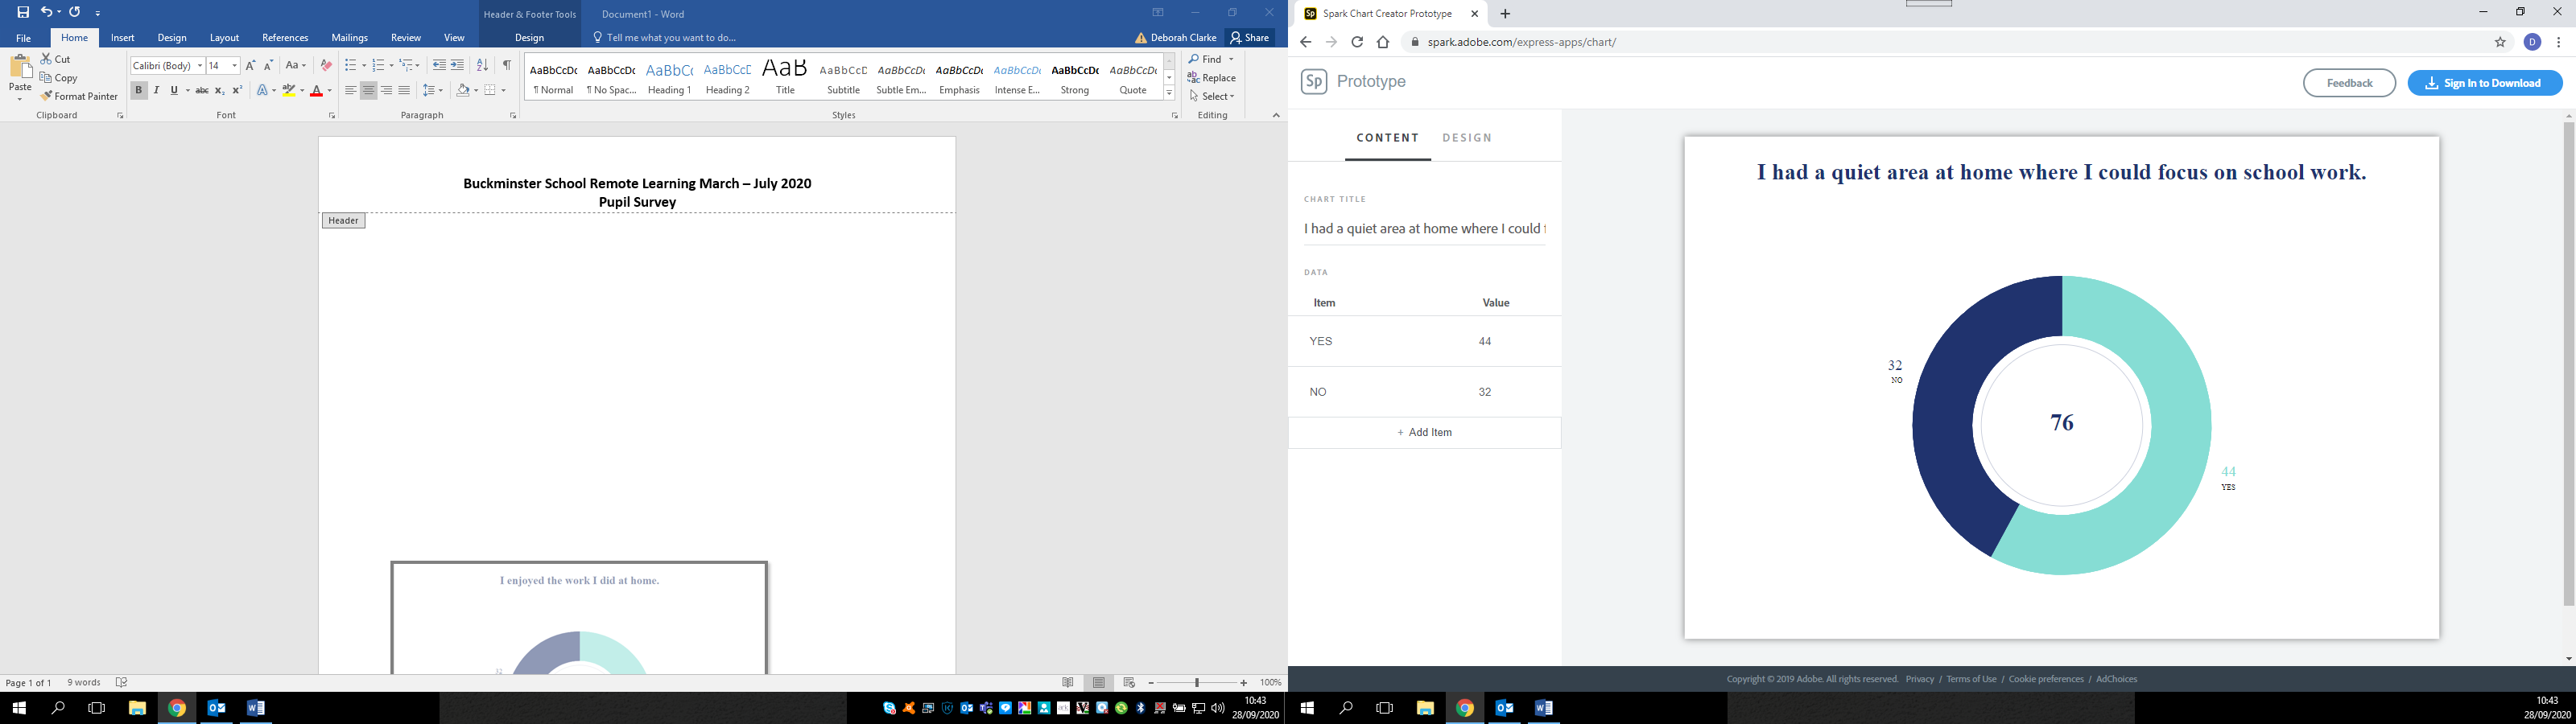 Header & Footer Tools
Document1 - Word
File
Home
Insert
Design
Layout
References
Mailings
Review
View
Design
Tell me what you want to do...
Deborah Clarke
Share
Paste
Cut
Copy
Format Painter
Clipboard
Calibri (Body)
14
Font
Paragraph
AaBbCcDc
¶ Normal
AaBbCcDc
¶ No Spac...
AaBbCc
Heading 1
AaBbCcD
Heading 2
AaB
Title
AaBbCcD
Subtitle
AaBbCcDc
Subtle Em...
AaBbCcDc
Emphasis
AaBbCcDc
Intense E...
AaBbCcDc
Strong
AaBbCcDc
Quote
Styles
Find
Replace
Select
Editing
Buckminster School Remote Learning March – July 2020
Pupil Survey
Header
I enjoyed the work I did at home.
32
Page 1 of 1
9 words
100%
10:43
28/09/2020
Spark Chart Creator Prototype
spark.adobe.com/express-apps/chart/
D
Sp Prototype
Feedback
Sign In to Download
CONTENT
DESIGN
CHART TITLE
I had a quiet area at home where I could f
DATA
Item Value
YES 44
NO 32
+ Add Item
I had a quiet area at home where I could focus on school work.
32
NO
76
44
YES
Copyright © 2019 Adobe. All rights reserved. Privacy / Terms of Use / Cookie preferences / AdChoices
10:43
28/09/2020